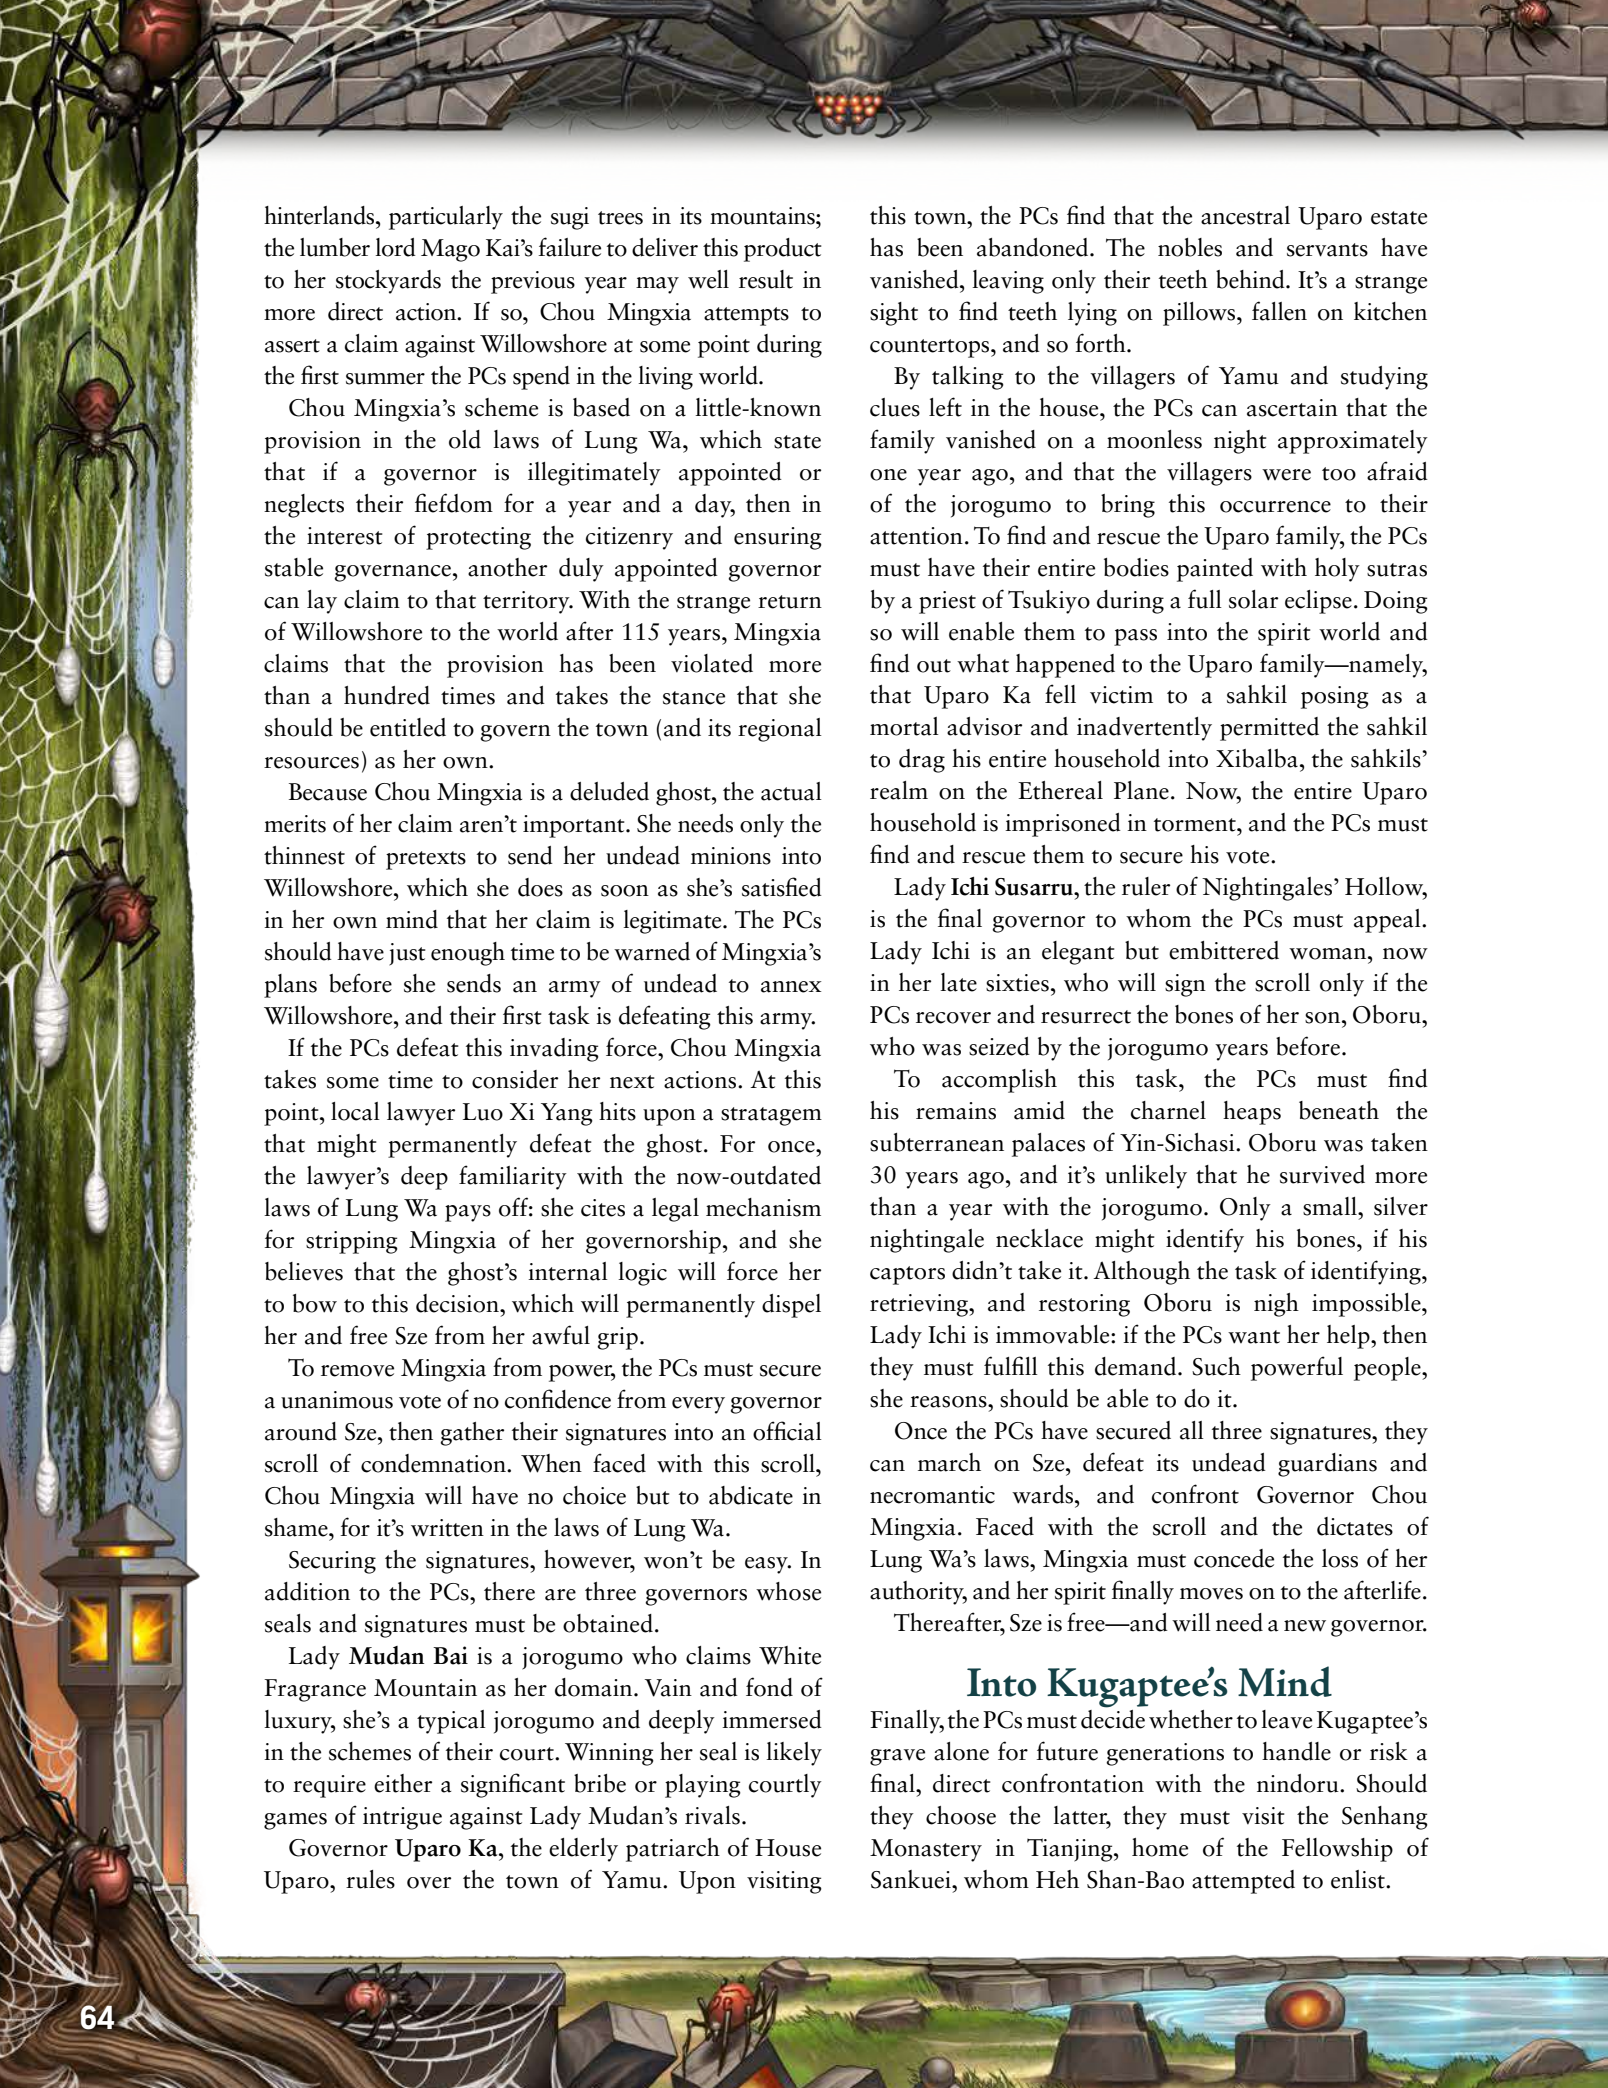 hinterlands, particularly the sugi trees in its mountains;
the lumber lord Mago Kai's failure to deliver this product
to her stockyards the previous year may well result in
more direct action. If so, Chou Mingxia attempts to
assert a claim against Willowshore at some point during
the first summer the PCs spend in the living world.
Chou Mingxia's scheme is based on a little-known
provision in the old laws of Lung Wa, which state
that if a governor is illegitimately appointed or
neglects their fiefdom for a year and a day, then in
the interest of protecting the citizenry and ensuring
stable governance, another duly appointed governor
can lay claim to that territory. With the strange return
of Willowshore to the world after 115 years, Mingxia
claims that the provision has been violated more
than a hundred times and takes the stance that she
should be entitled to govern the town (and its regional
resources) as her own.
Because Chou Mingxia is a deluded ghost, the actual
merits of her claim aren't important. She needs only the
thinnest of pretexts to send her undead minions into
Willowshore, which she does as soon as she's satisfied
in her own mind that her claim is legitimate. The PCs
should have just enough time to be warned of Mingxia's
plans before she sends an army of undead to annex
Willowshore, and their first task is defeating this army.
If the PCs defeat this invading force, Chou Mingxia
takes some time to consider her next actions. At this
point, local lawyer Luo Xi Yang hits upon a stratagem
that might permanently defeat the ghost. For once,
the lawyer's deep familiarity with the now-outdated
laws of Lung Wa pays off: she cites a legal mechanism
for stripping Mingxia of her governorship, and she
believes that the ghost's internal logic will force her
to bow to this decision, which will permanently dispel
her and free Sze from her awful grip.
To remove Mingxia from power, the PCs must secure
a unanimous vote of no confidence from every governor
around Sze, then gather their signatures into an official
scroll of condemnation. When faced with this scroll,
Chou Mingxia will have no choice but to abdicate in
shame, for it's written in the laws of Lung Wa.
Securing the signatures, however, won't be easy. In
addition to the PCs, there are three governors whose
seals and signatures must be obtained.
Lady Mudan Bai is a jorogumo who claims White
Fragrance Mountain as her domain. Vain and fond of
luxury, she's a typical jorogumo and deeply immersed
in the schemes of their court. Winning her seal is likely
to require either a significant bribe or playing courtly
games of intrigue against Lady Mudan's rivals.
Governor Uparo Ka, the elderly patriarch of House
Uparo, rules over the town of Yamu. Upon visiting
this town, the PCs find that the ancestral Uparo estate
has been abandoned. The nobles and servants have
vanished, leaving only their teeth behind. It's a strange
sight to find teeth lying on pillows, fallen on kitchen
countertops, and so forth.
By talking to the villagers of Yamu and studying
clues left in the house, the PCs can ascertain that the
family vanished on a moonless night approximately
one year ago, and that the villagers were too afraid
of the jorogumo to bring this occurrence to their
attention. To find and rescue the Uparo family, the PCs
must have their entire bodies painted with holy sutras
by a priest of Tsukiyo during a full solar eclipse. Doing
so will enable them to pass into the spirit world and
find out what happened to the Uparo family—namely,
that Uparo Ka fell victim to a sahkil posing as a
mortal advisor and inadvertently permitted the sahkil
to drag his entire household into Xibalba, the sahkils'
realm on the Ethereal Plane. Now, the entire Uparo
household is imprisoned in torment, and the PCs must
find and rescue them to secure his vote.
Lady Ichi Susarru, the ruler of Nightingales' Hollow,
is the final governor to whom the PCs must appeal.
Lady Ichi is an elegant but embittered woman, now
in her late sixties, who will sign the scroll only if the
PCs recover and resurrect the bones of her son, Oboru,
who was seized by the jorogumo years before.
To accomplish this task, the PCs must find
his remains amid the charnel heaps beneath the
subterranean palaces of Yin-Sichasi. Oboru was taken
30 years ago, and it's unlikely that he survived more
than a year with the jorogumo. Only a small, silver
nightingale necklace might identify his bones, if his
captors didn't take it. Although the task of identifying,
retrieving, and restoring Oboru is nigh impossible,
Lady Ichi is immovable: if the PCs want her help, then
they must fulfill this demand. Such powerful people,
she reasons, should be able to do it.
Once the PCs have secured all three signatures, they
can march on Sze, defeat its undead guardians and
necromantic wards, and confront Governor Chou
Mingxia. Faced with the scroll and the dictates of
Lung Wa's laws, Mingxia must concede the loss of her
authority, and her spirit finally moves on to the afterlife.
Thereafter, Sze is free—and will need a new governor.
Into Kugaptee's Mind
Finally, the PCs must decide whether to leave Kugaptee's
grave alone for future generations to handle or risk a
final, direct confrontation with the nindoru. Should
they choose the latter, they must visit the Senhang
Monastery in Tianjing, home of the Fellowship of
Sankuei, whom Heh Shan-Bao attempted to enlist.
64